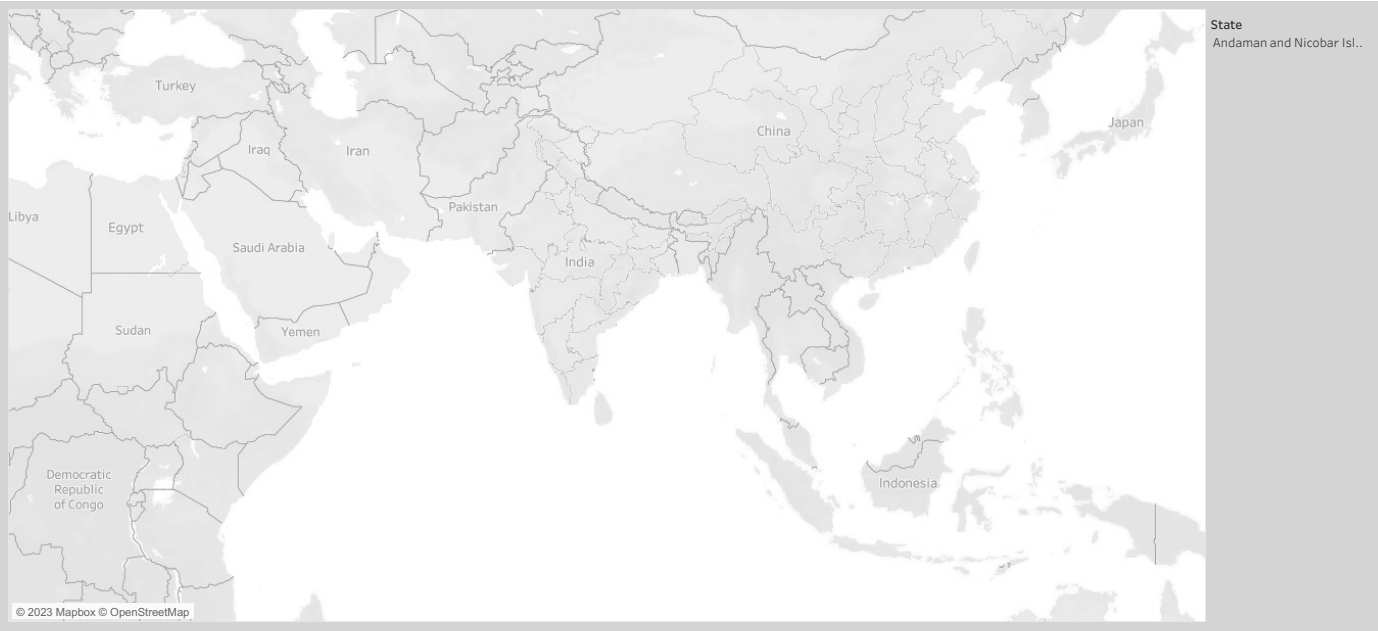 State
Andaman and Nicobar Isl..
Turkey
China
Japan
Iraq
Iran
Pakistan
Libya
Egypt
Saudi Arabia
India
Sudan
Yemen
Democratic
Republic
of Congo
Indonesia
© 2023 Mapbox © OpenStreetMap